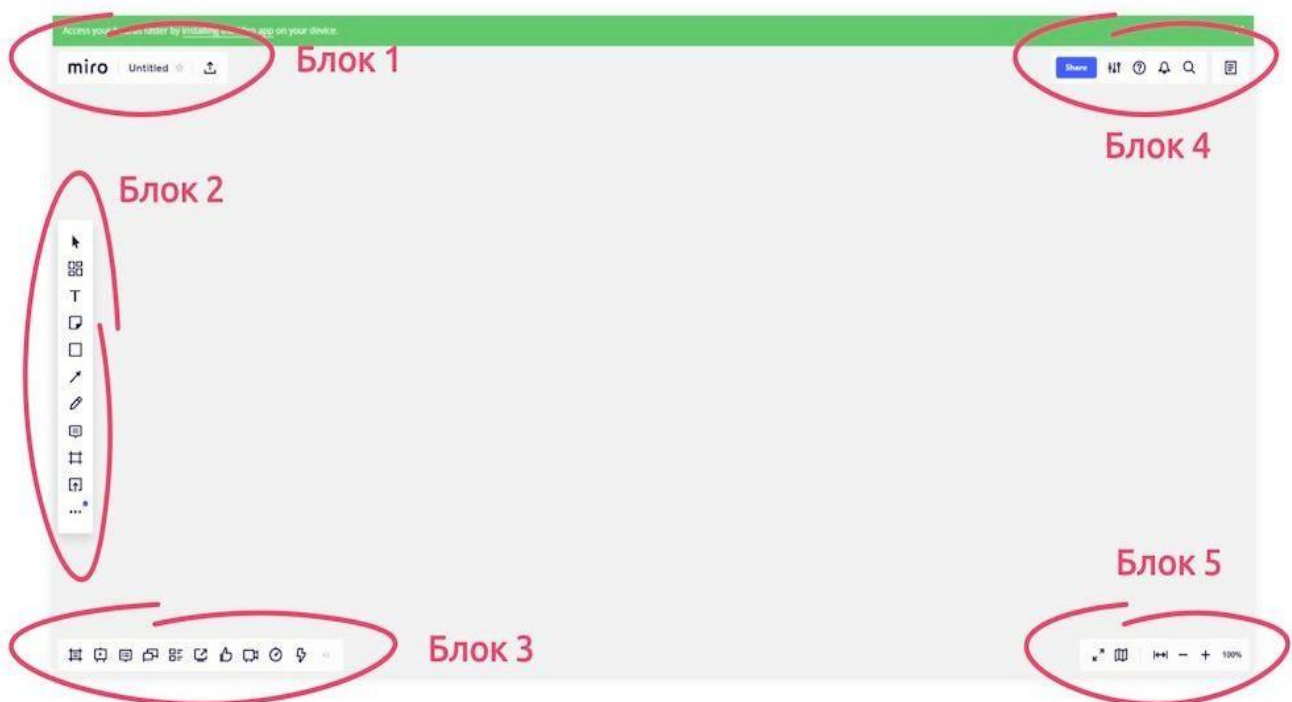 Access your boards faster by installing on your device.
miro Untitled
Блок 1
Share
Блок 4
Блок 2
T
Блок 5
Блок 3
100%